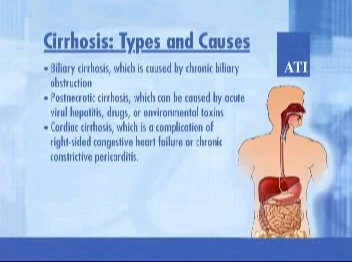 Cirrhosis: Types and Causes
ATI
• Biliary cirrhosis, which is caused by chronic biliary
obstruction
• Postnecrotic cirrhosis, which can be caused by acute
viral hepatitis, drugs, or environmental toxins
• Cardiac cirrhosis, which is a complication of
right-sided congestive heart failure or chronic
constrictive pericarditis.